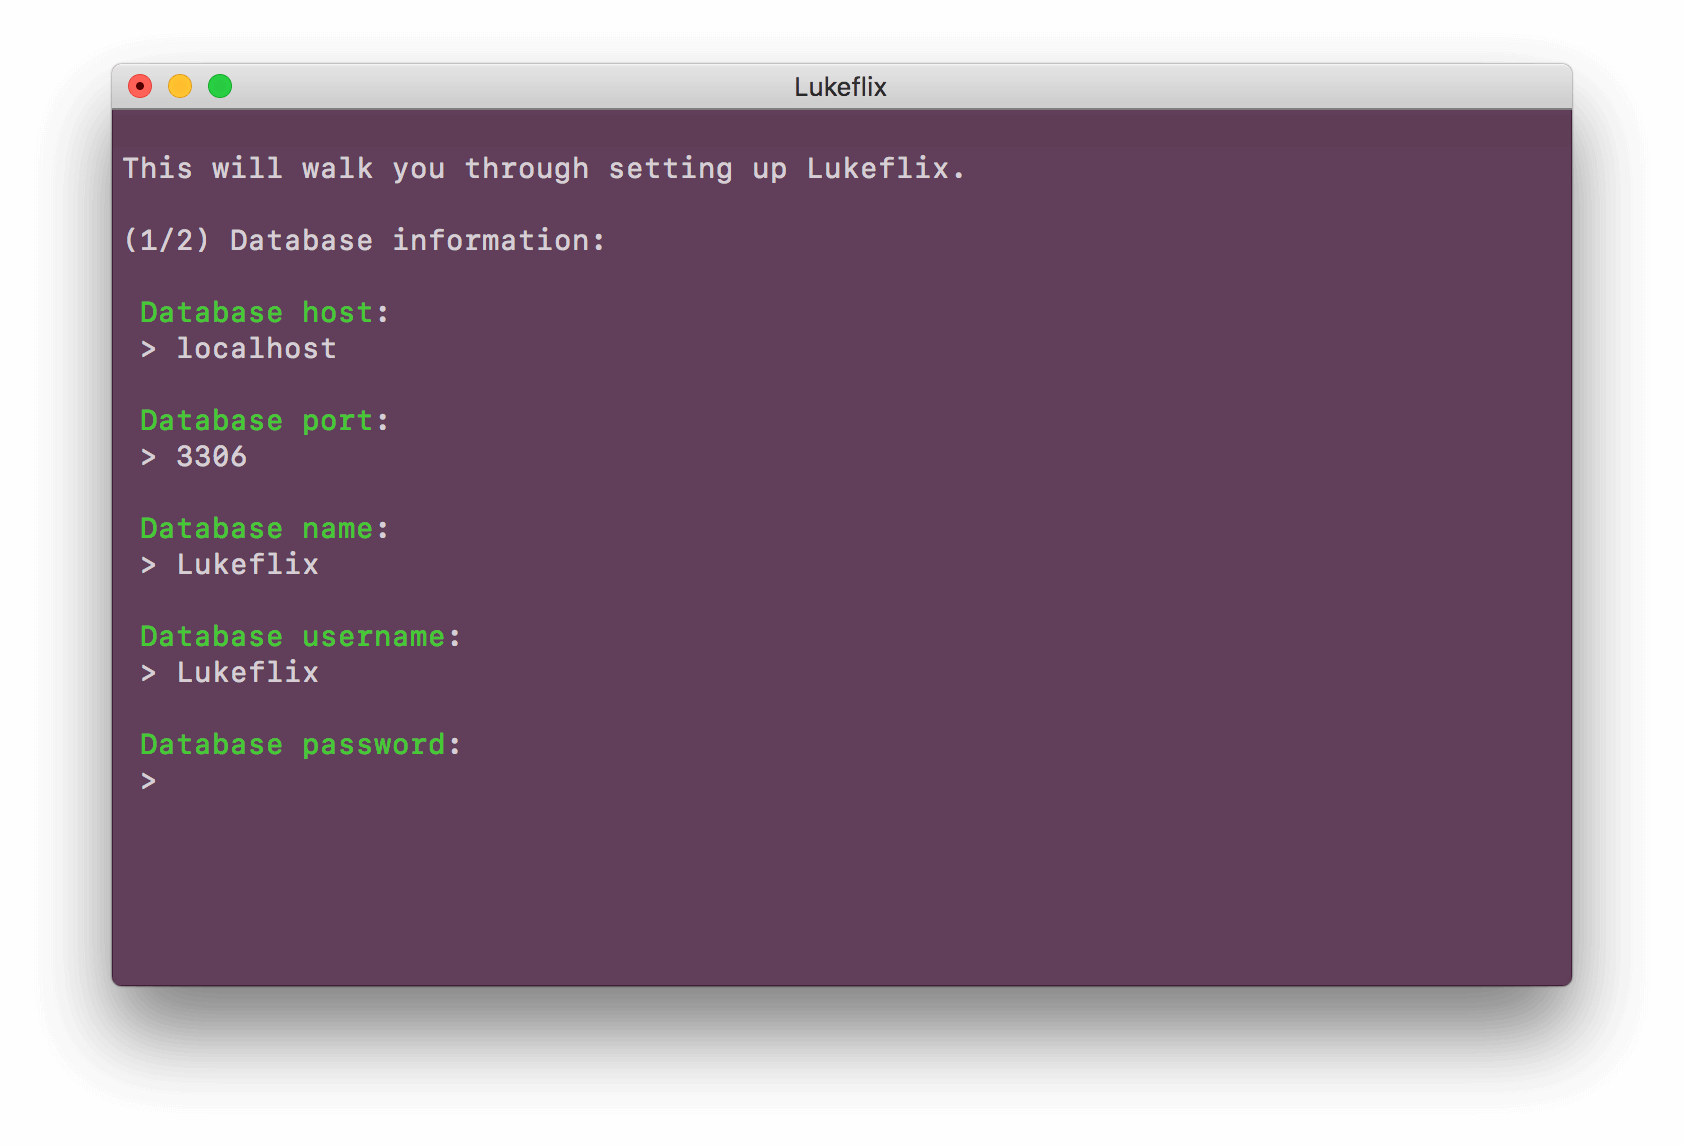 Lukeflix
This will walk you through setting up Lukeflix.
(1/2) Database information:
Database host:
> localhost
Database port:
> 3306
Database name:
> Lukeflix
Database username:
> Lukeflix
Database password:
>